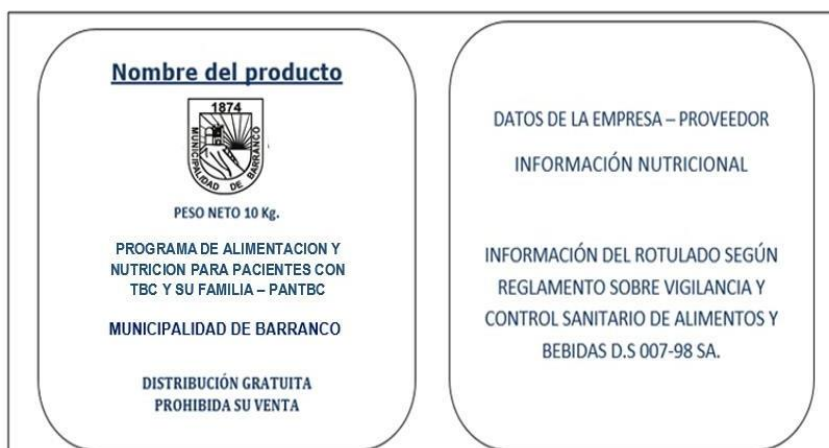 Nombre del producto
1874
MUNICIPALIDAD DE BARRANCO
PESO NETO 10 Kg.
PROGRAMA DE ALIMENTACION Y
NUTRICION PARA PACIENTES CON
TBC Y SU FAMILIA – PANTBC
MUNICIPALIDAD DE BARRANCO
DISTRIBUCIÓN GRATUITA
PROHIBIDA SU VENTA
DATOS DE LA EMPRESA – PROVEEDOR
INFORMACIÓN NUTRICIONAL
INFORMACIÓN DEL ROTULADO SEGÚN
REGLAMENTO SOBRE VIGILANCIA Y
CONTROL SANITARIO DE ALIMENTOS Y
BEBIDAS D.S 007-98 SA.